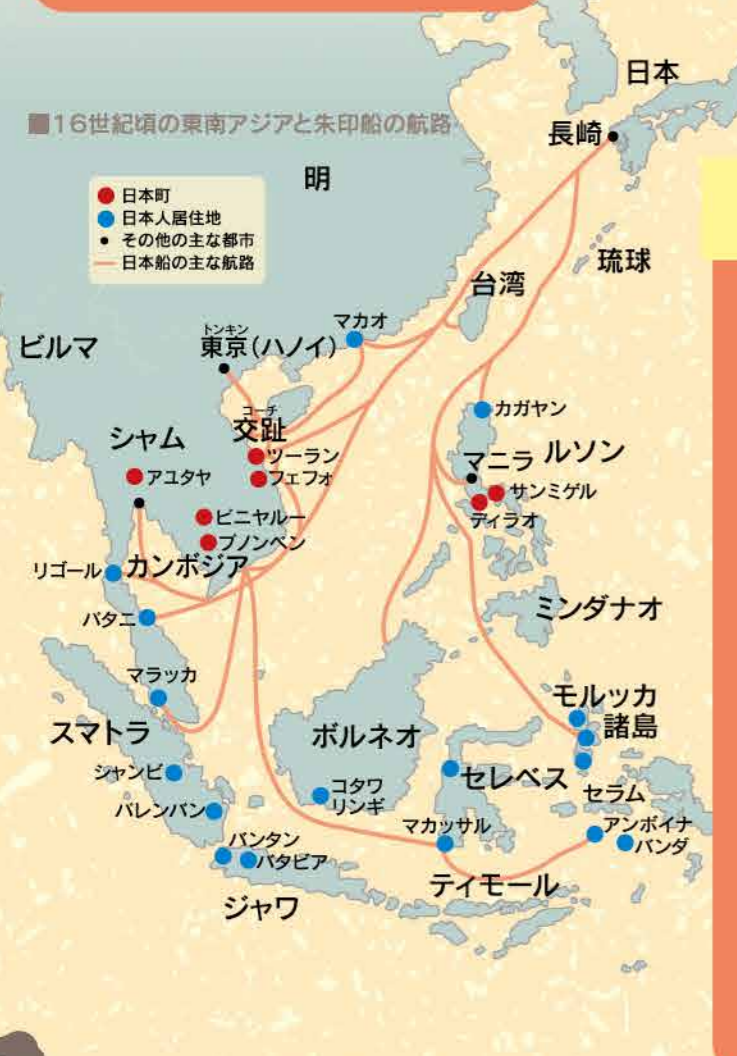 ■16世紀頃の東南アジアと朱印船の航路
日本
長崎
明
日本町
日本人居住地
その他の主な都市
日本船の主な航路
琉球
台湾
マカオ
トンキン
東京(ハノイ)
ビルマ
コーチ
交趾
カガヤン
シャム
ツーラン
フェフォ
アユタヤ
マニラ
ルソン
サンミゲル
ディラオ
ピニャルー
プノンペン
リゴール
カンボジア
パタニ
ミンダナオ
マラッカ
モルッカ
諸島
スマトラ
ボルネオ
シャンビ
コタワ
リンギ
セレベス
セラム
パレンバン
マカッサル
アンボイナ
バンダ
バンタン
バタビア
ティモール
ジャワ